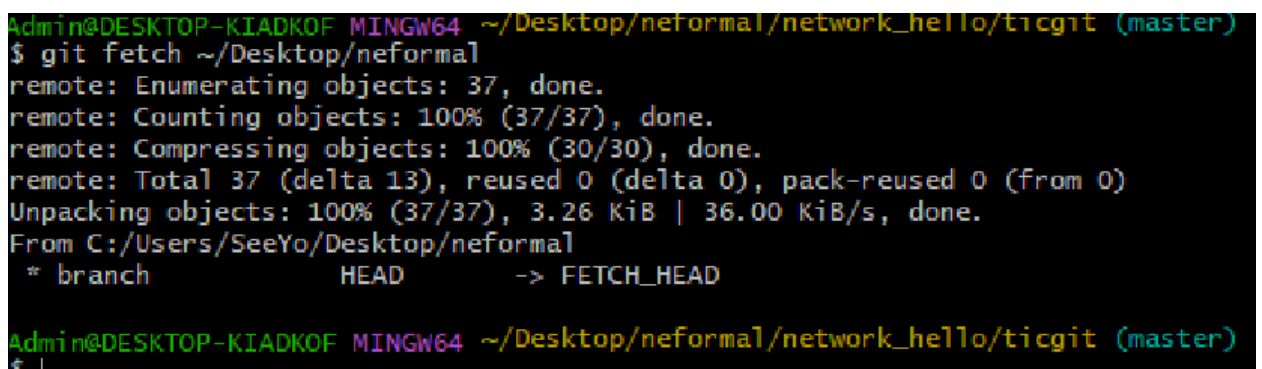 Admin@DESKTOP-KIADKOF MINGW64 ~/Desktop/neformal/network_hello/ticgit (master)
$ git fetch ~/Desktop/neformal
remote: Enumerating objects: 37, done.
remote: Counting objects: 100% (37/37), done.
remote: Compressing objects: 100% (30/30), done.
remote: Total 37 (delta 13), reused 0 (delta 0), pack-reused 0 (from 0)
Unpacking objects: 100% (37/37), 3.26 KiB | 36.00 KiB/s, done.
From C:/Users/SeeYo/Desktop/neformal
 * branch            HEAD       -> FETCH_HEAD
Admin@DESKTOP-KIADKOF MINGW64 ~/Desktop/neformal/network_hello/ticgit (master)
$